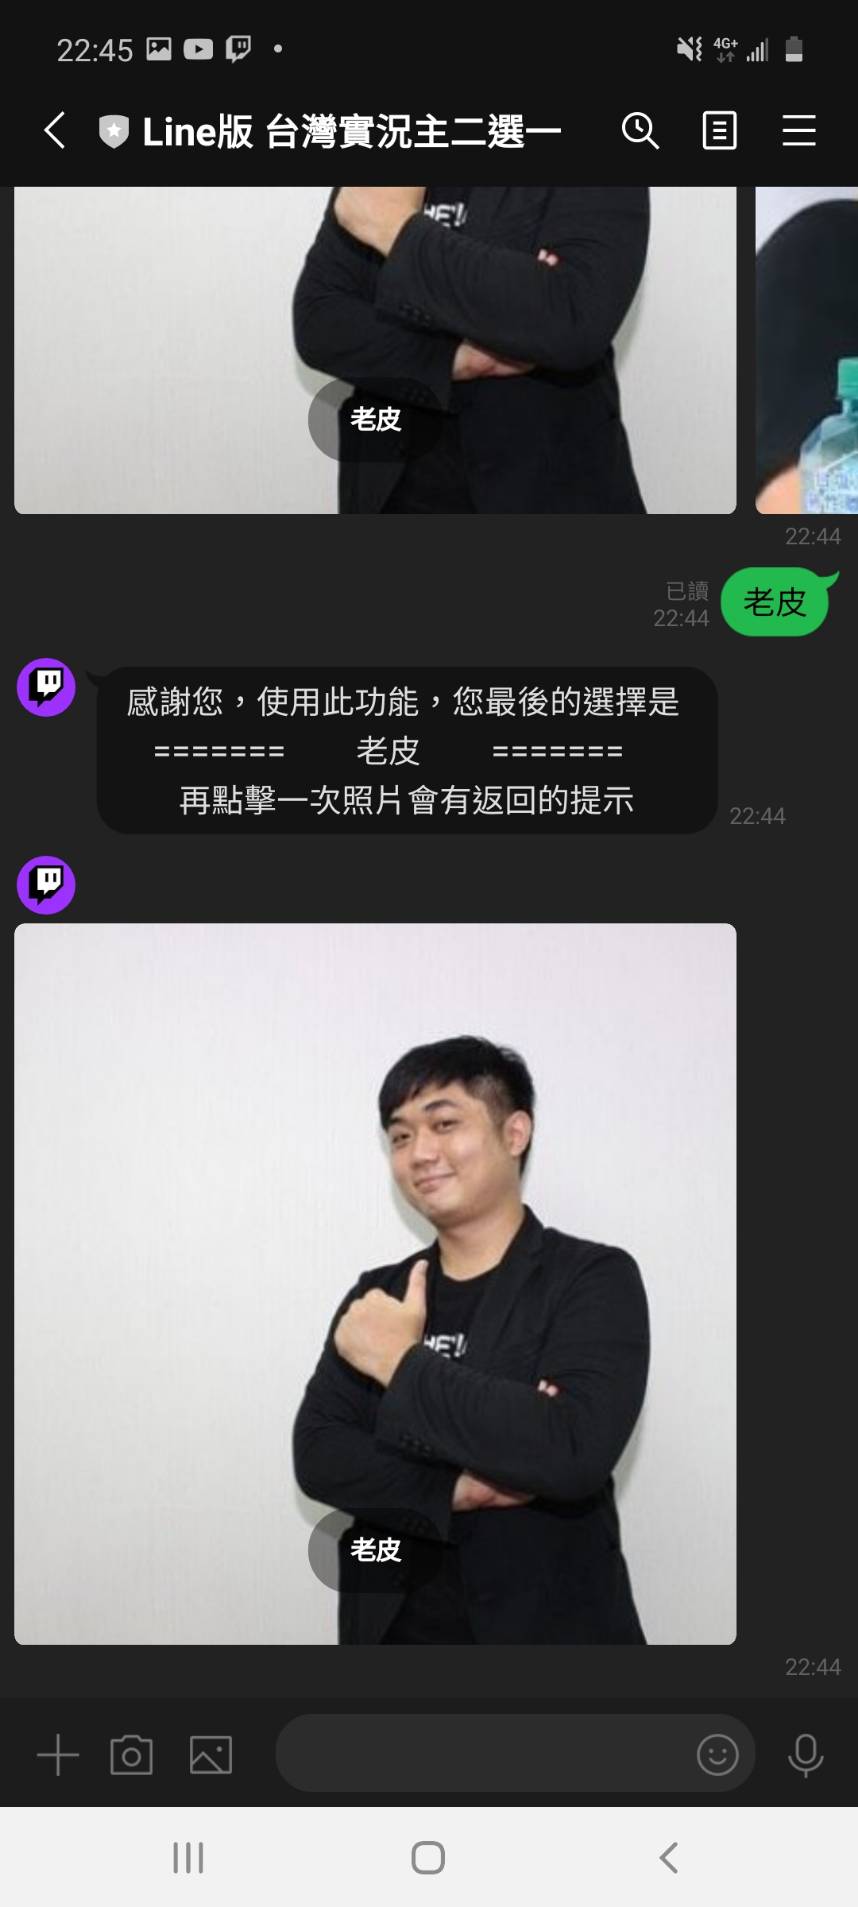 22:45
4G+
Line版 台灣實況主二選一
HE'
老皮
22:44
已讀
22:44
老皮
感謝您，使用此功能，您最後的選擇是
======= 老皮 =======
再點擊一次照片會有返回的提示
22:44
HE'
老皮
22:44